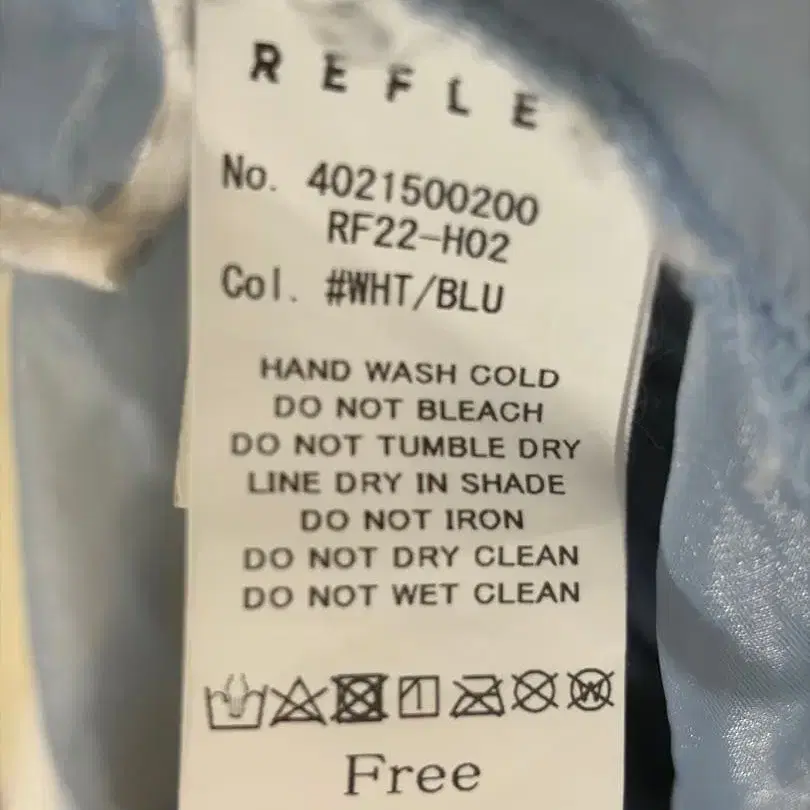 REFLE
No. 4021500200
RF22-H02
Col. #WHT/BLU
HAND WASH COLD
DO NOT BLEACH
DO NOT TUMBLE DRY
LINE DRY IN SHADE
DO NOT IRON
DO NOT DRY CLEAN
DO NOT WET CLEAN
W
Free